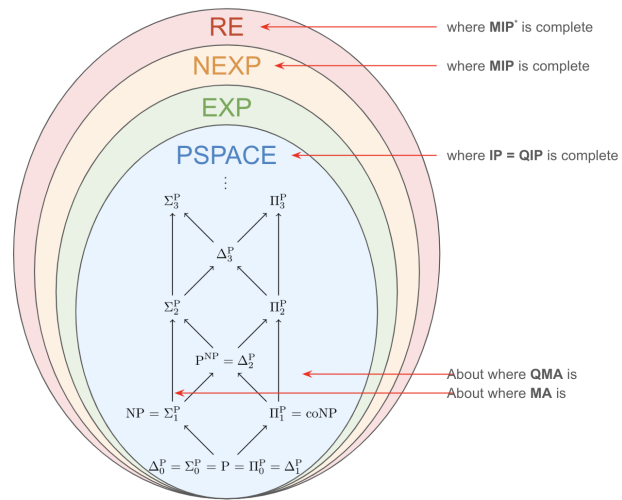 RE
where MIP* is complete
NEXP
where MIP is complete
EXP
PSPACE
where IP = QIP is complete
⋮
Σ₃ᴾ Π₃ᴾ
Δ₃ᴾ
Σ₂ᴾ Π₂ᴾ
Pᴺᴾ = Δ₂ᴾ
About where QMA is
About where MA is
NP = Σ₁ᴾ Π₁ᴾ = coNP
Δ₀ᴾ = Σ₀ᴾ = P = Π₀ᴾ = Δ₁ᴾ